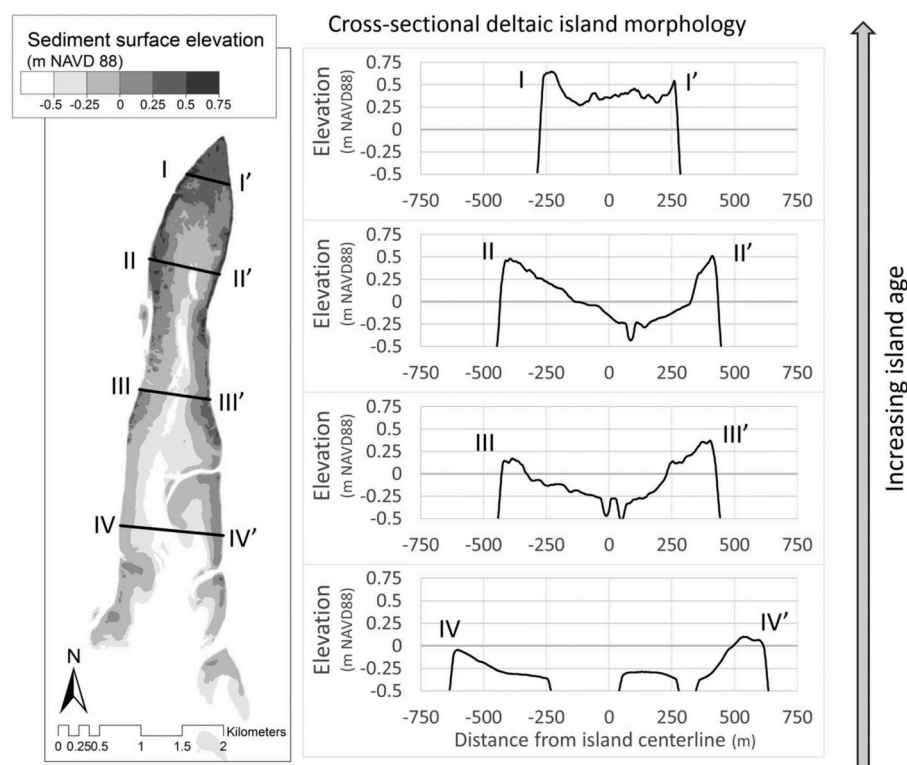 Cross-sectional deltaic island morphology
Sediment surface elevation
(m NAVD 88)
-0.5 -0.25 0 0.25 0.75
I I'
II II'
III III'
IV IV'
N
Kilometers
0 0.25 0.5 1 1.5 2
Elevation
(m NAVD88)
0.75
0.5
0.25
0
-0.25
-0.5
I I'
-750 -500 -250 0 250 500 750
Elevation
(m NAVD88)
0.75
0.5
0.25
0
-0.25
-0.5
II II'
-750 -500 -250 0 250 500 750
Elevation
(m NAVD88)
0.75
0.5
0.25
0
-0.25
-0.5
III III'
-750 -500 -250 0 250 500 750
Elevation
(m NAVD88)
0.75
0.5
0.25
0
-0.25
-0.5
IV IV'
-750 -500 -250 0 250 500 750
Distance from island centerline (m)
Increasing island age